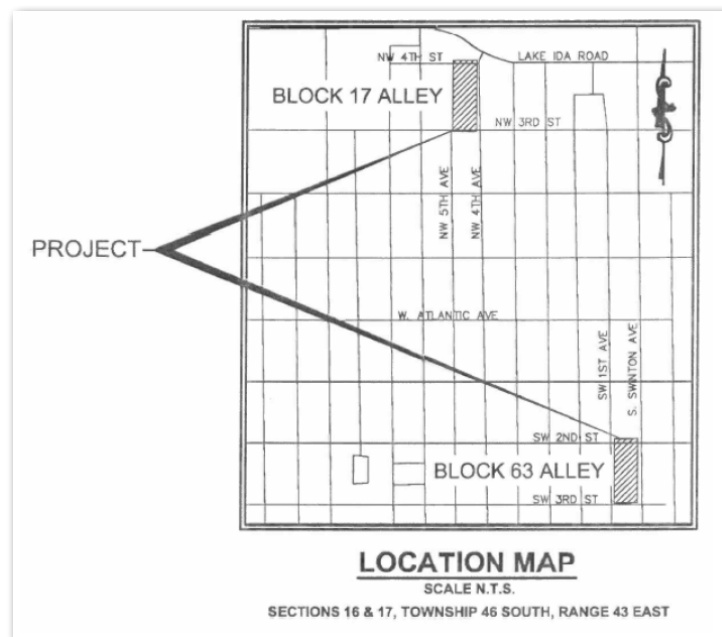 NW 4TH ST
LAKE IDA ROAD
BLOCK 17 ALLEY
NW 3RD ST
NW 5TH AVE
NW 4TH AVE
PROJECT
W. ATLANTIC AVE
SW 1ST AVE
S. SWINTON AVE
SW 2ND ST
BLOCK 63 ALLEY
SW 3RD ST
LOCATION MAP
SCALE N.T.S.
SECTIONS 16 & 17, TOWNSHIP 46 SOUTH, RANGE 43 EAST